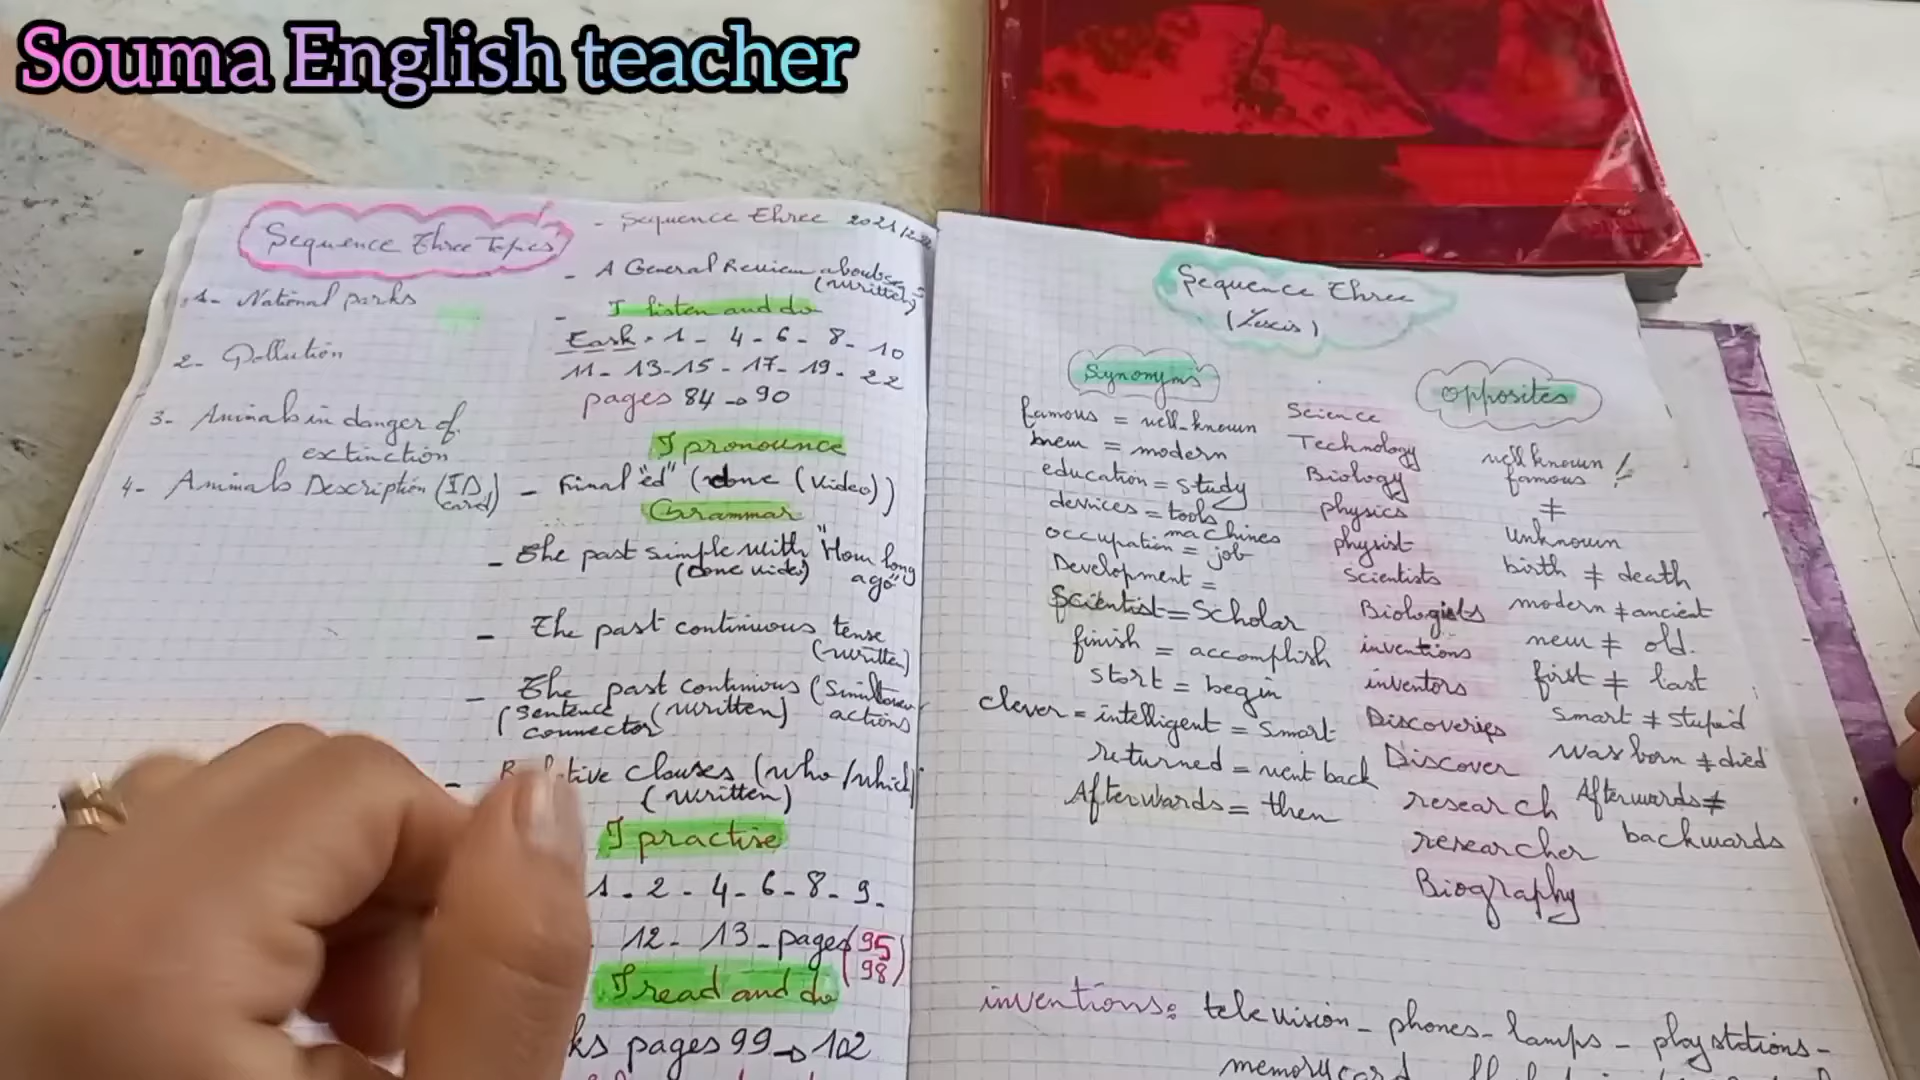 Souma English teacher
Sequence Three Topics
1- National parks
2- Pollution
3- Animals in danger of
extinction
4- Animals Description (ID
card)
- Sequence Three
- A General Review about
(written)
- I listen and do
Task. 1 - 4 - 6 - 8 - 10
11 - 13 - 15 - 17 - 19 - 22
pages 84 → 90
I pronounce
- Final "ed" (done (video))
Grammar
- The past simple with "How long
(done video) ago"
- The past continuous tense
(written)
- The past continuous
(sentence (written) actions
connector
- clauses (who/which)
(written)
I practise
1 - 2 - 4 - 6 - 8 - 9 -
12 - 13 - pages (95
98)
I read and do
pages 99 → 102
Sequence Three
(Lexis)
Synonyms
famous = well-known
new = modern
education = study
devices = tools
machines
occupation = job
Development =
Scientist = Scholar
finish = accomplish
start = begin
clever = intelligent = smart
returned = went back
Afterwards = then
Science
Technology
Biology
physics
physist
scientists
Biologists
inventions
inventors
Discoveries
Discover
research
researcher
Biography
opposites
well known /
famous
≠
Unknown
birth ≠ death
modern ≠ ancient
new ≠ old.
first ≠ last
smart ≠ stupid
was born ≠ died
Afterwards ≠
backwards
inventions: television - phones - lamps - playstations -
memory card